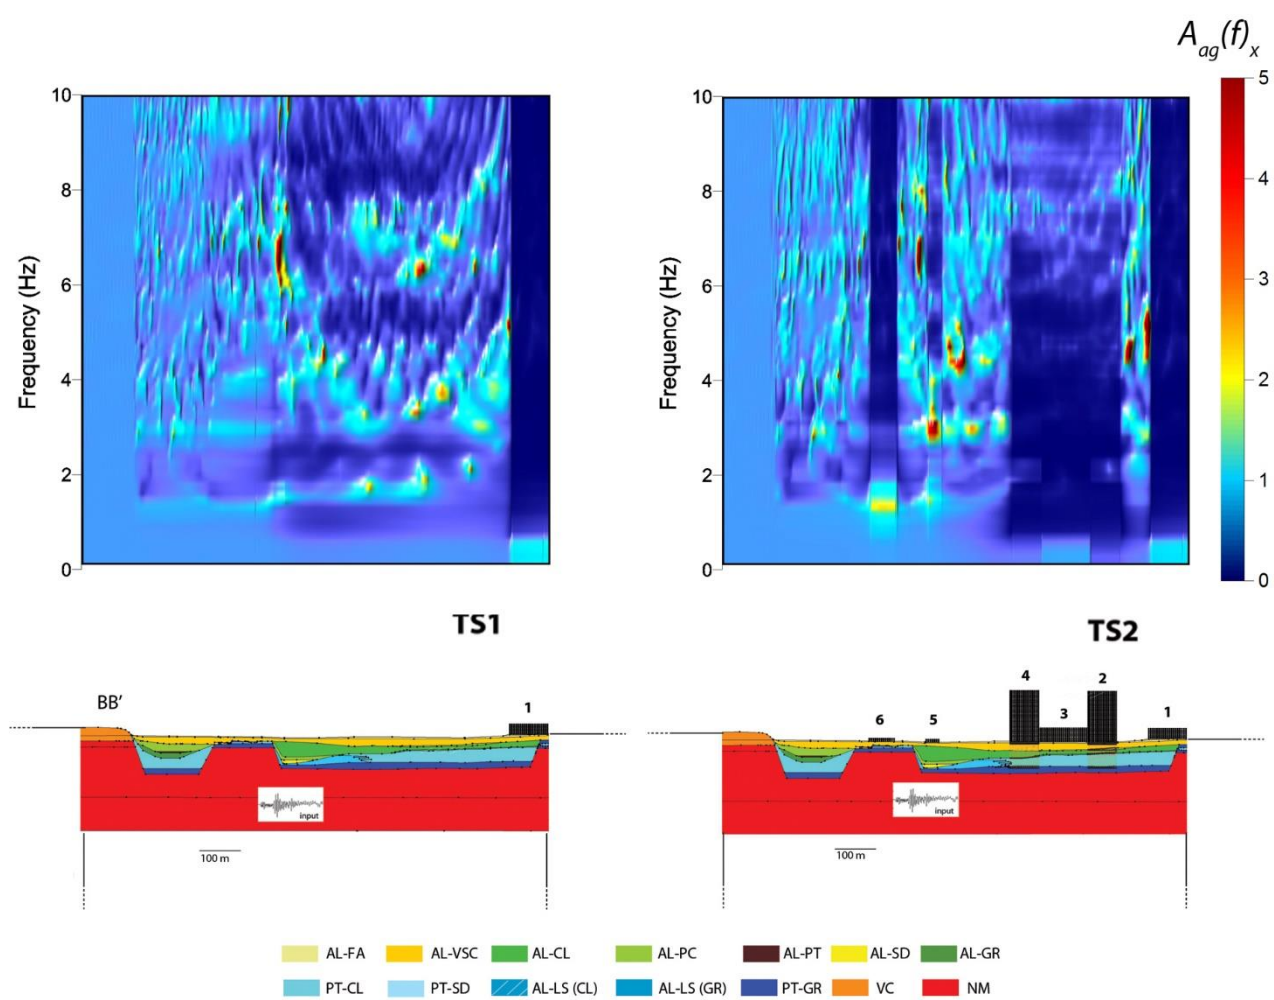 A_ag(f)_x
10
8
6
4
2
0
Frequency (Hz)
10
8
6
4
2
0
Frequency (Hz)
5
4
3
2
1
0
TS1
TS2
BB’
1
input
100 m
6
5
4
3
2
1
input
100 m
AL-FA AL-VSC AL-CL AL-PC AL-PT AL-SD AL-GR
PT-CL PT-SD AL-LS (CL) AL-LS (GR) PT-GR VC NM